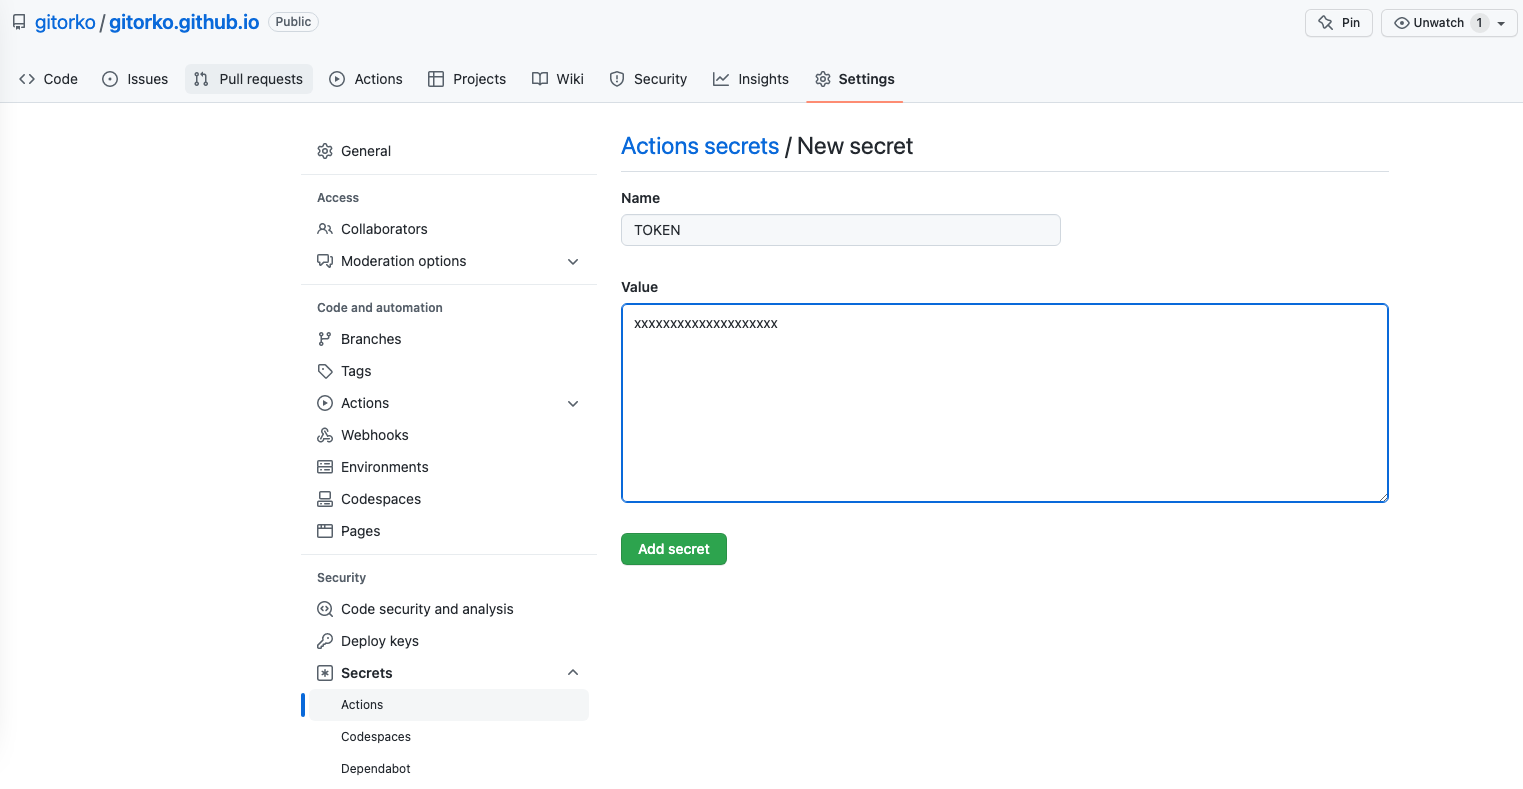 gitorko / gitorko.github.io Public Pin Unwatch 1
Code Issues Pull requests Actions Projects Wiki Security Insights Settings
General
Access
Collaborators
Moderation options
Code and automation
Branches
Tags
Actions
Webhooks
Environments
Codespaces
Pages
Security
Code security and analysis
Deploy keys
Secrets
Actions
Codespaces
Dependabot
Actions secrets / New secret
Name
TOKEN
Value
xxxxxxxxxxxxxxxxxxxx
Add secret